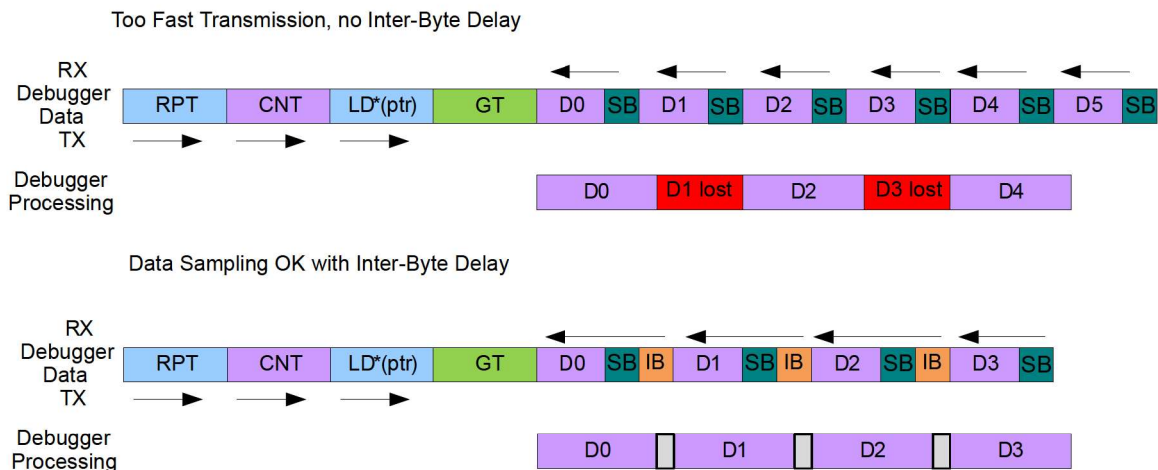 Too Fast Transmission, no Inter-Byte Delay
RX
Debugger
Data
TX
RPT CNT LD*(ptr) GT D0 SB D1 SB D2 SB D3 SB D4 SB D5 SB
Debugger
Processing
D0 D1 lost D2 D3 lost D4
Data Sampling OK with Inter-Byte Delay
RX
Debugger
Data
TX
RPT CNT LD*(ptr) GT D0 SB IB D1 SB IB D2 SB IB D3 SB
Debugger
Processing
D0 D1 D2 D3